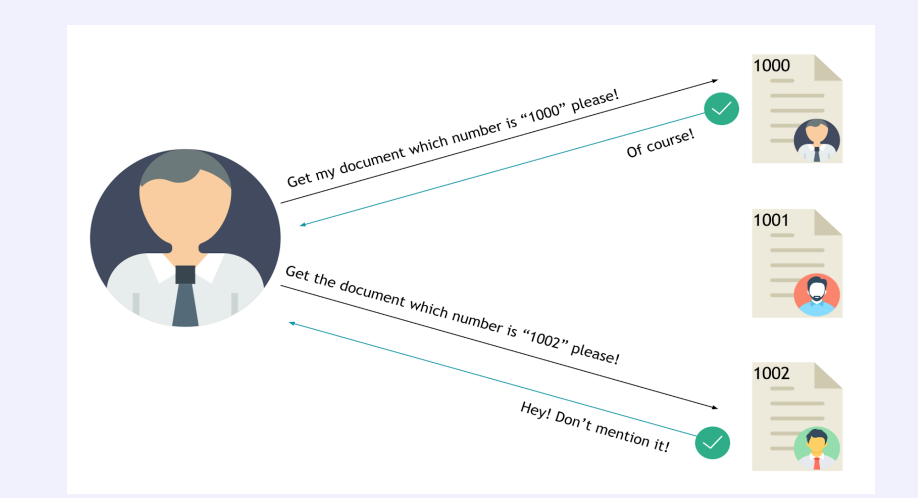 1000
Get my document which number is “1000” please!
Of course!
1001
Get the document which number is “1002” please!
1002
Hey! Don’t mention it!